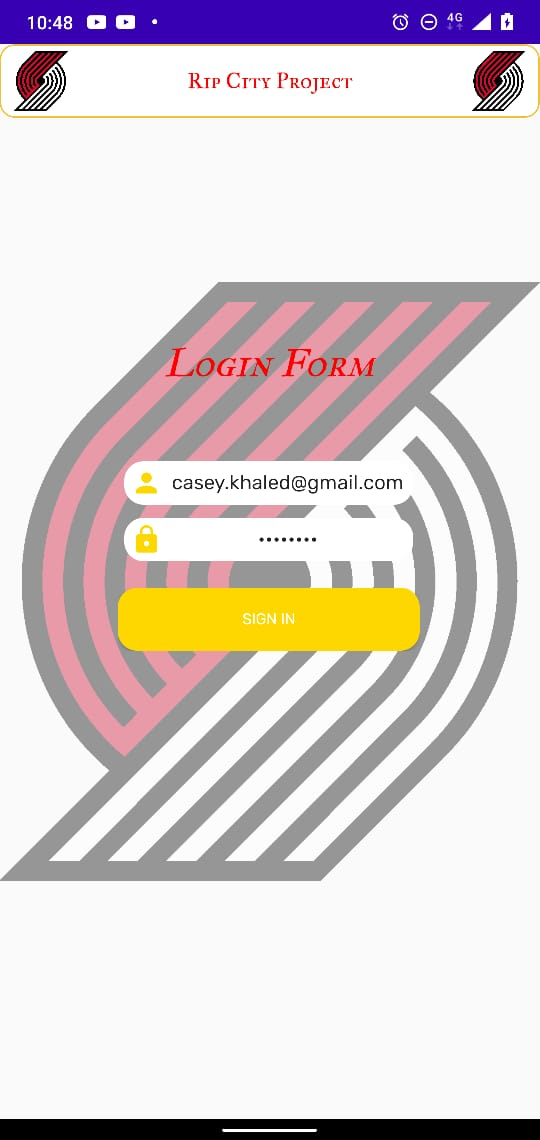 10:48
4G
Rip City Project
Login Form
casey.khaled@gmail.com
••••••••
SIGN IN